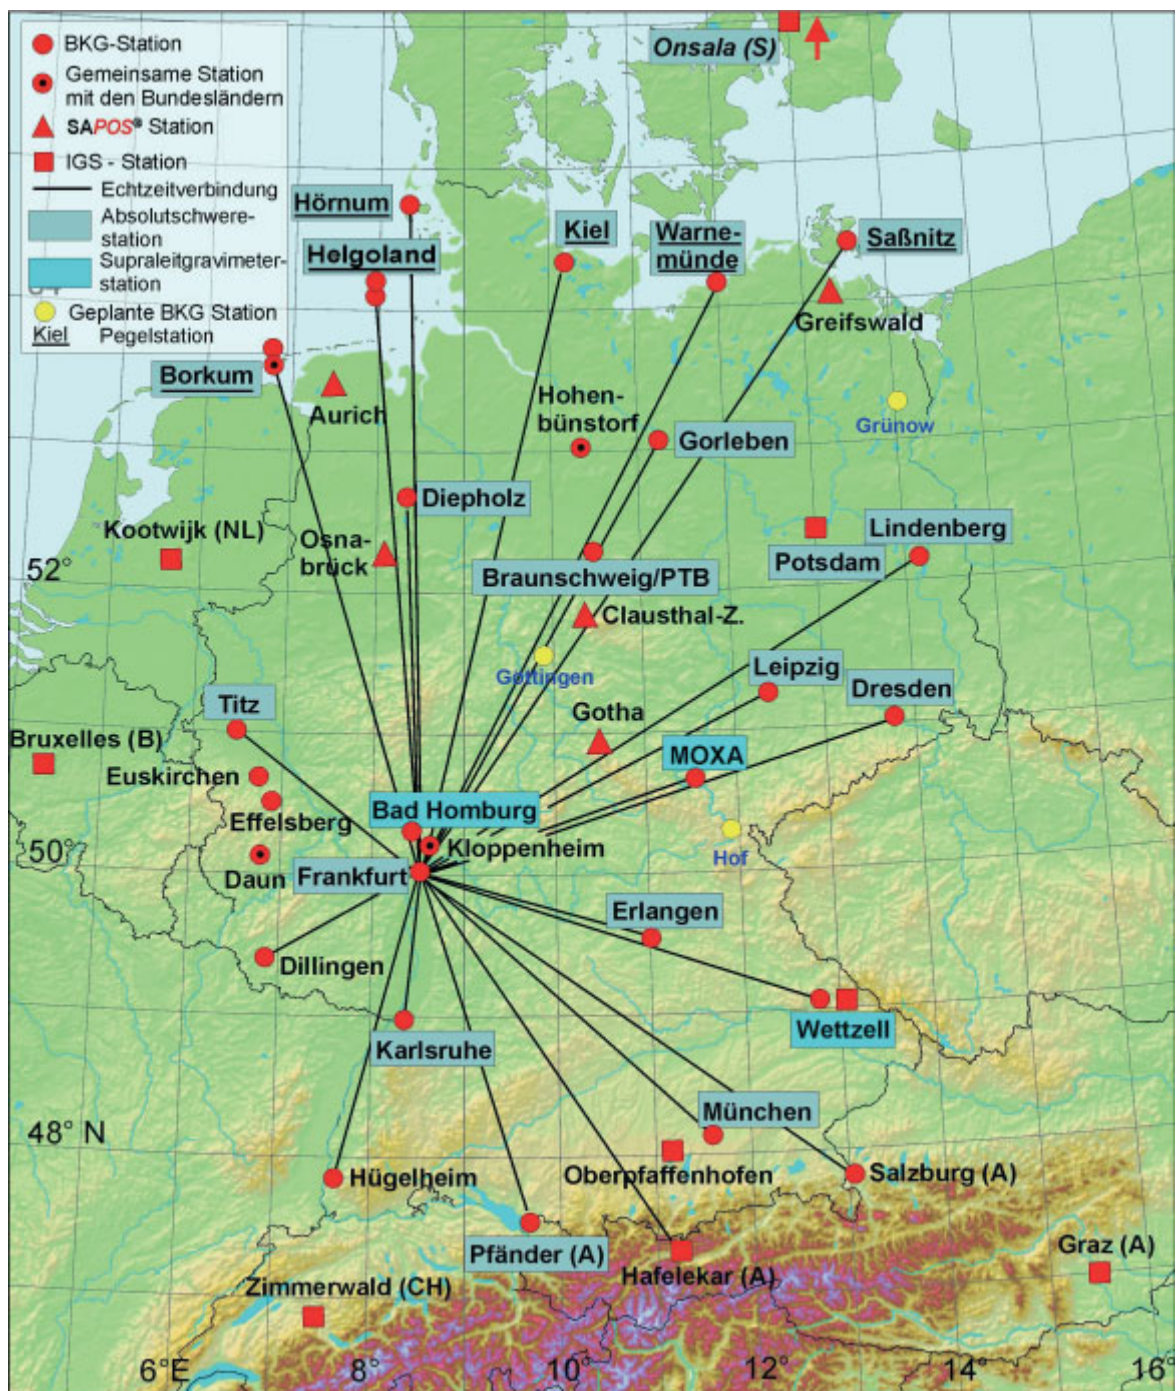 BKG-Station
Gemeinsame Station
mit den Bundesländern
SAPOS® Station
IGS - Station
Echtzeitverbindung
Absolutschwere-
station
Supraleitgravimeter-
station
Geplante BKG Station
Kiel Pegelstation
Onsala (S)
Hörnum
Helgoland
Kiel
Warne-
münde
Saßnitz
Greifswald
Borkum
Aurich
Hohen-
bünstorf
Grünow
Gorleben
Diepholz
Kootwijk (NL)
Osna-
brück
Lindenberg
Potsdam
52°
Braunschweig/PTB
Clausthal-Z.
Göttingen
Leipzig
Dresden
Titz
Gotha
Bruxelles (B)
Euskirchen
MOXA
Effelsberg
Bad Homburg
50°
Kloppenheim
Hof
Daun
Frankfurt
Erlangen
Dillingen
Wettzell
Karlsruhe
München
48° N
Oberpfaffenhofen
Salzburg (A)
Hügelheim
Pfänder (A)
Hafelekar (A)
Graz (A)
Zimmerwald (CH)
6°E 8° 10° 12° 14° 16°